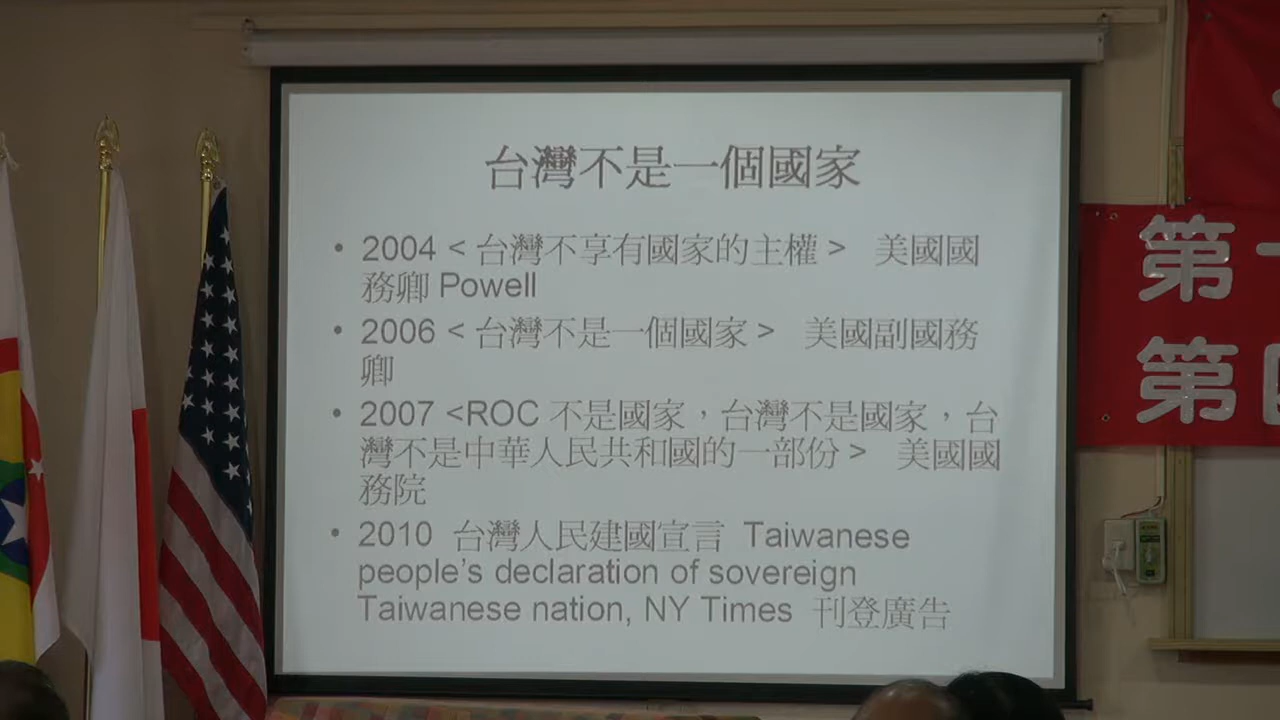 台灣不是一個國家
• 2004 < 台灣不享有國家的主權 > 美國國
務卿 Powell
• 2006 < 台灣不是一個國家 > 美國副國務
卿
• 2007 <ROC 不是國家，台灣不是國家，台
灣不是中華人民共和國的一部份 > 美國國
務院
• 2010 台灣人民建國宣言 Taiwanese
people's declaration of sovereign
Taiwanese nation, NY Times 刊登廣告
第
第